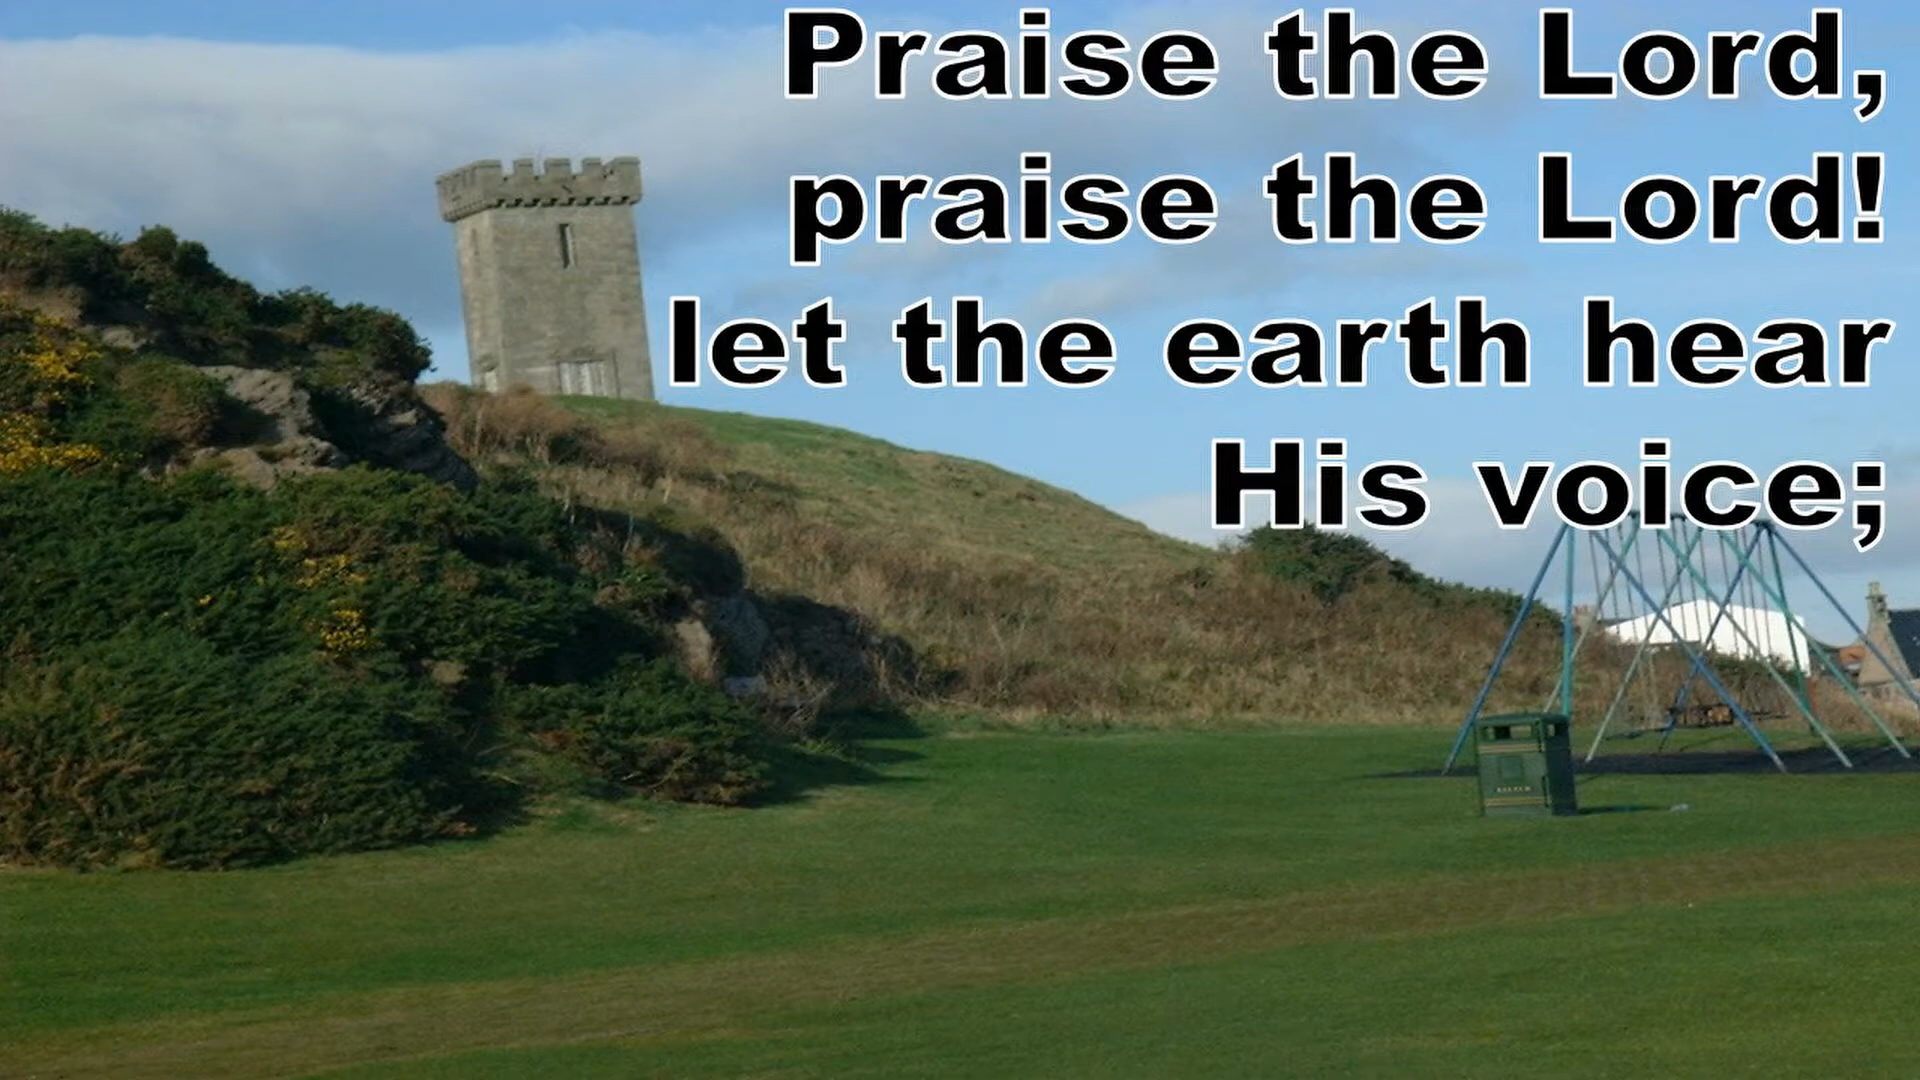 Praise the Lord,
praise the Lord!
let the earth hear
His voice;